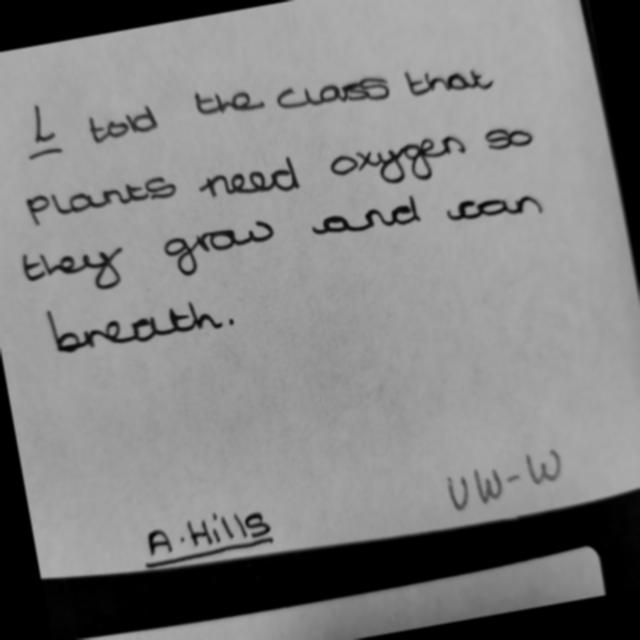 L told the class that
plants need oxygen so
they grow and can
breath.
A. Hills
UW-W